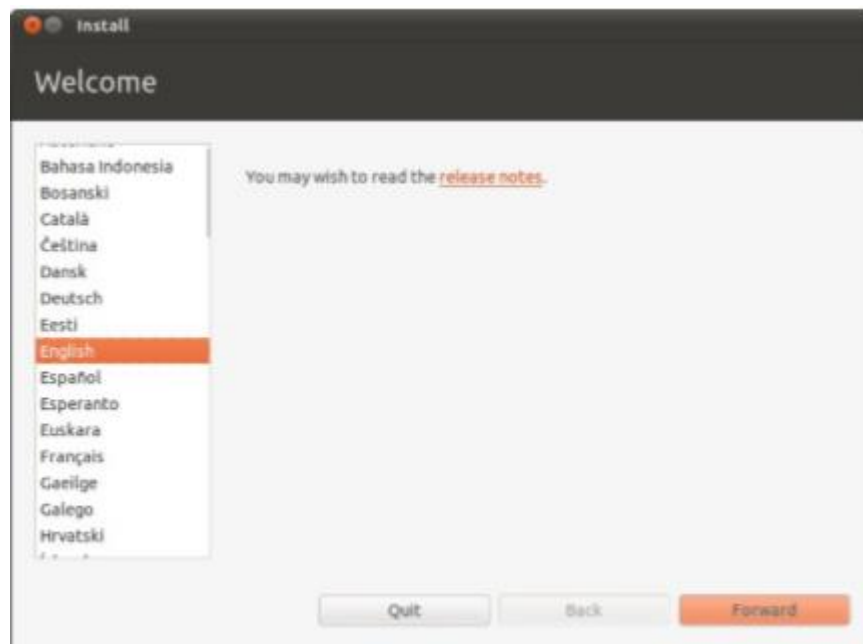 Install
Welcome
Bahasa Indonesia
Bosanski
Català
Čeština
Dansk
Deutsch
Eesti
English
Español
Esperanto
Euskara
Français
Gaeilge
Galego
Hrvatski
You may wish to read the release notes.
Quit
Back
Forward